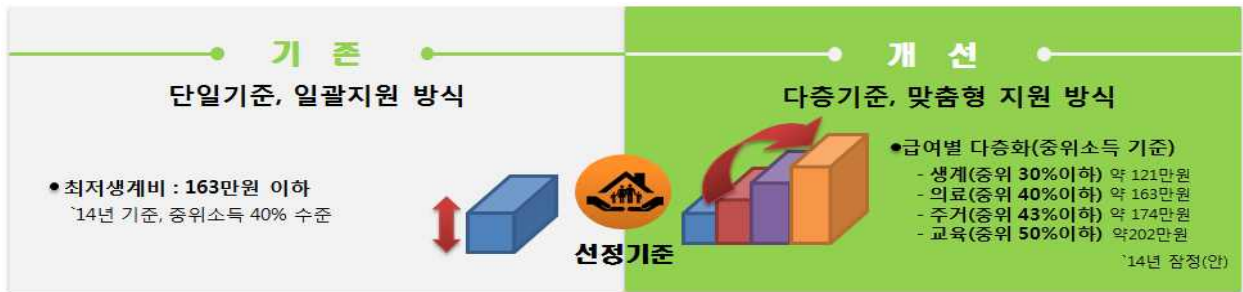 기 존
단일기준, 일괄지원 방식
●최저생계비 : 163만원 이하
`14년 기준, 중위소득 40% 수준
선정기준
개 선
다층기준, 맞춤형 지원 방식
●급여별 다층화(중위소득 기준)
- 생계(중위 30%이하) 약 121만원
- 의료(중위 40%이하) 약 163만원
- 주거(중위 43%이하) 약 174만원
- 교육(중위 50%이하) 약202만원
`14년 잠정(안)